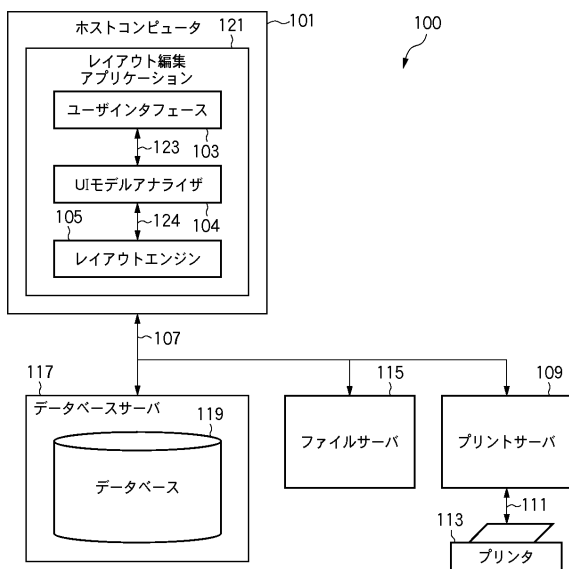 ホストコンピュータ
101
121
100
レイアウト編集
アプリケーション
ユーザインタフェース
123
103
UIモデルアナライザ
105
124
104
レイアウトエンジン
107
117
115
109
データベースサーバ
119
データベース
ファイルサーバ
プリントサーバ
111
113
プリンタ